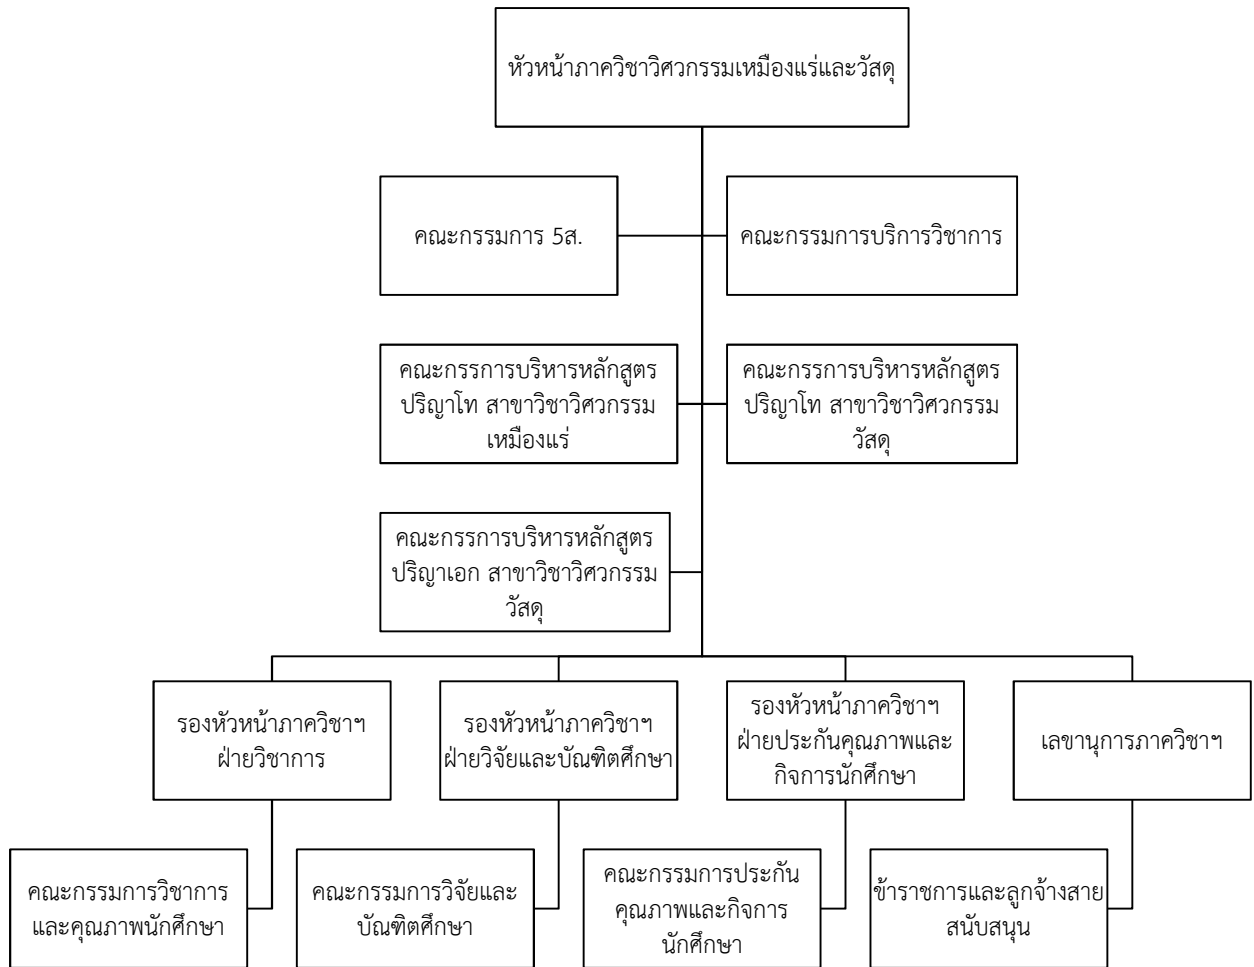 หัวหน้าภาควิชาวิศวกรรมเหมืองแร่และวัสดุ
คณะกรรมการ 5ส.
คณะกรรมการบริการวิชาการ
คณะกรรการบริหารหลักสูตร
ปริญาโท สาขาวิชาวิศวกรรม
เหมืองแร่
คณะกรรการบริหารหลักสูตร
ปริญาโท สาขาวิชาวิศวกรรม
วัสดุ
คณะกรรการบริหารหลักสูตร
ปริญาเอก สาขาวิชาวิศวกรรม
วัสดุ
รองหัวหน้าภาควิชาฯ
ฝ่ายวิชาการ
รองหัวหน้าภาควิชาฯ
ฝ่ายวิจัยและบัณฑิตศึกษา
รองหัวหน้าภาควิชาฯ
ฝ่ายประกันคุณภาพและ
กิจการนักศึกษา
เลขานุการภาควิชาฯ
คณะกรรมการวิชาการ
และคุณภาพนักศึกษา
คณะกรรมการวิจัยและ
บัณฑิตศึกษา
คณะกรรมการประกัน
คุณภาพและกิจการ
นักศึกษา
ข้าราชการและลูกจ้างสาย
สนับสนุน